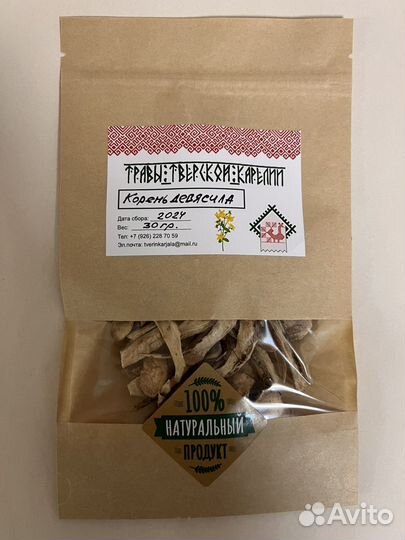 ТРАВЫ:ТВЕРСКОЙ:КАРЕЛИИ
Корень девясила
Дата сбора: 2024
Вес: 30 гр.
Тел: +7 (926) 228 70 59
Эл.почта: tverinkarjala@mail.ru
100%
НАТУРАЛЬНЫЙ
ПРОДУКТ
Avito